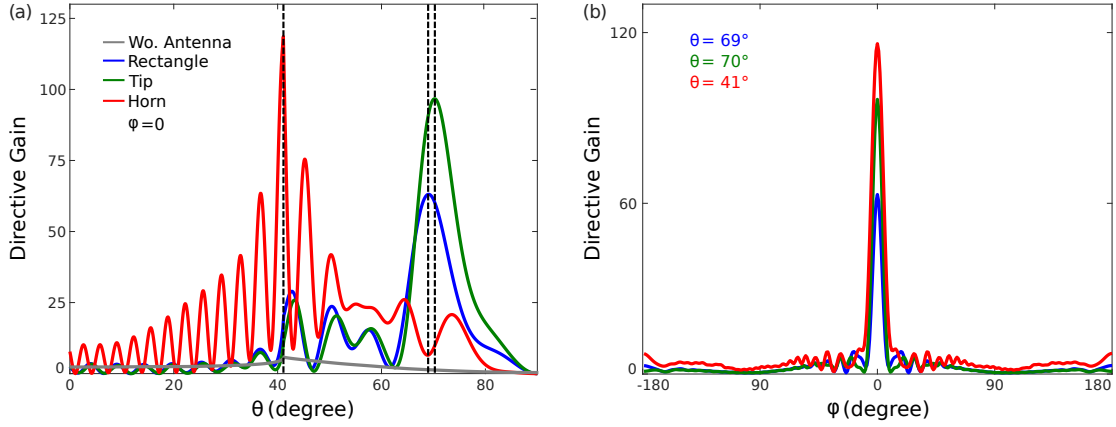 (a)
Directive Gain
125
100
75
50
25
0
Wo. Antenna
Rectangle
Tip
Horn
φ=0
0
20
40
60
80
θ (degree)
(b)
Directive Gain
120
60
0
θ= 69°
θ= 70°
θ= 41°
-180
90
0
90
180
φ (degree)